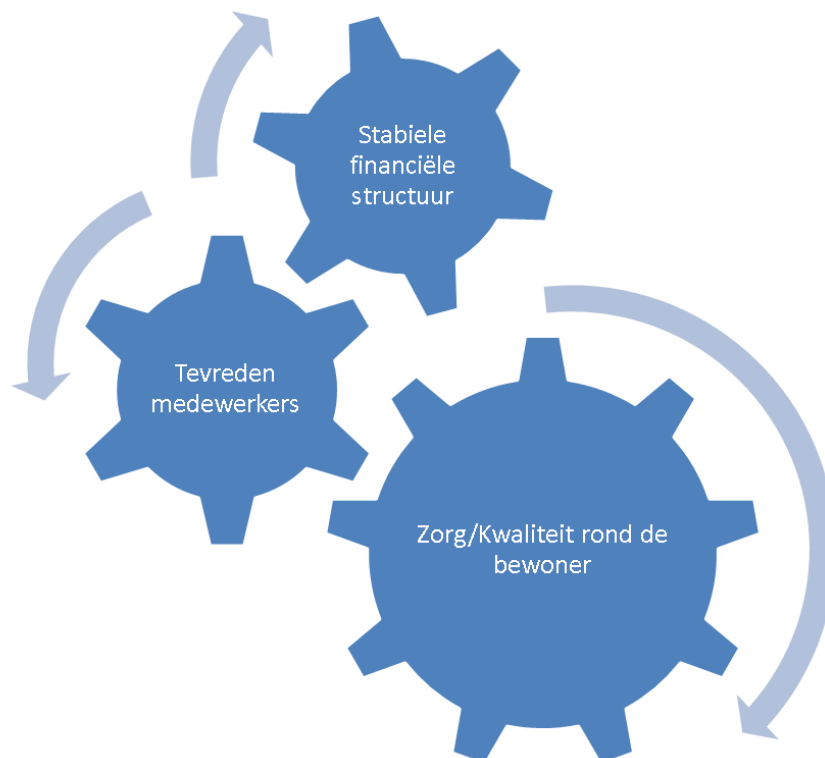 Stabiele
financiële
structuur
Tevreden
medewerkers
Zorg/Kwaliteit rond de
bewoner